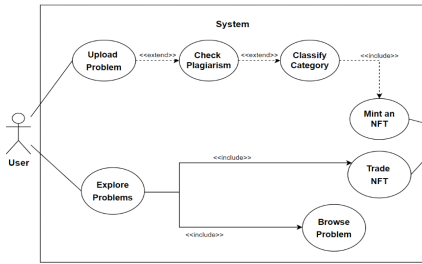 System
Upload
Problem
<<extend>>
Check
Plagiarism
<<extend>>
Classify
Category
<<include>>
Mint an
NFT
User
<<include>>
Trade
NFT
Explore
Problems
Browse
Problem
<<include>>